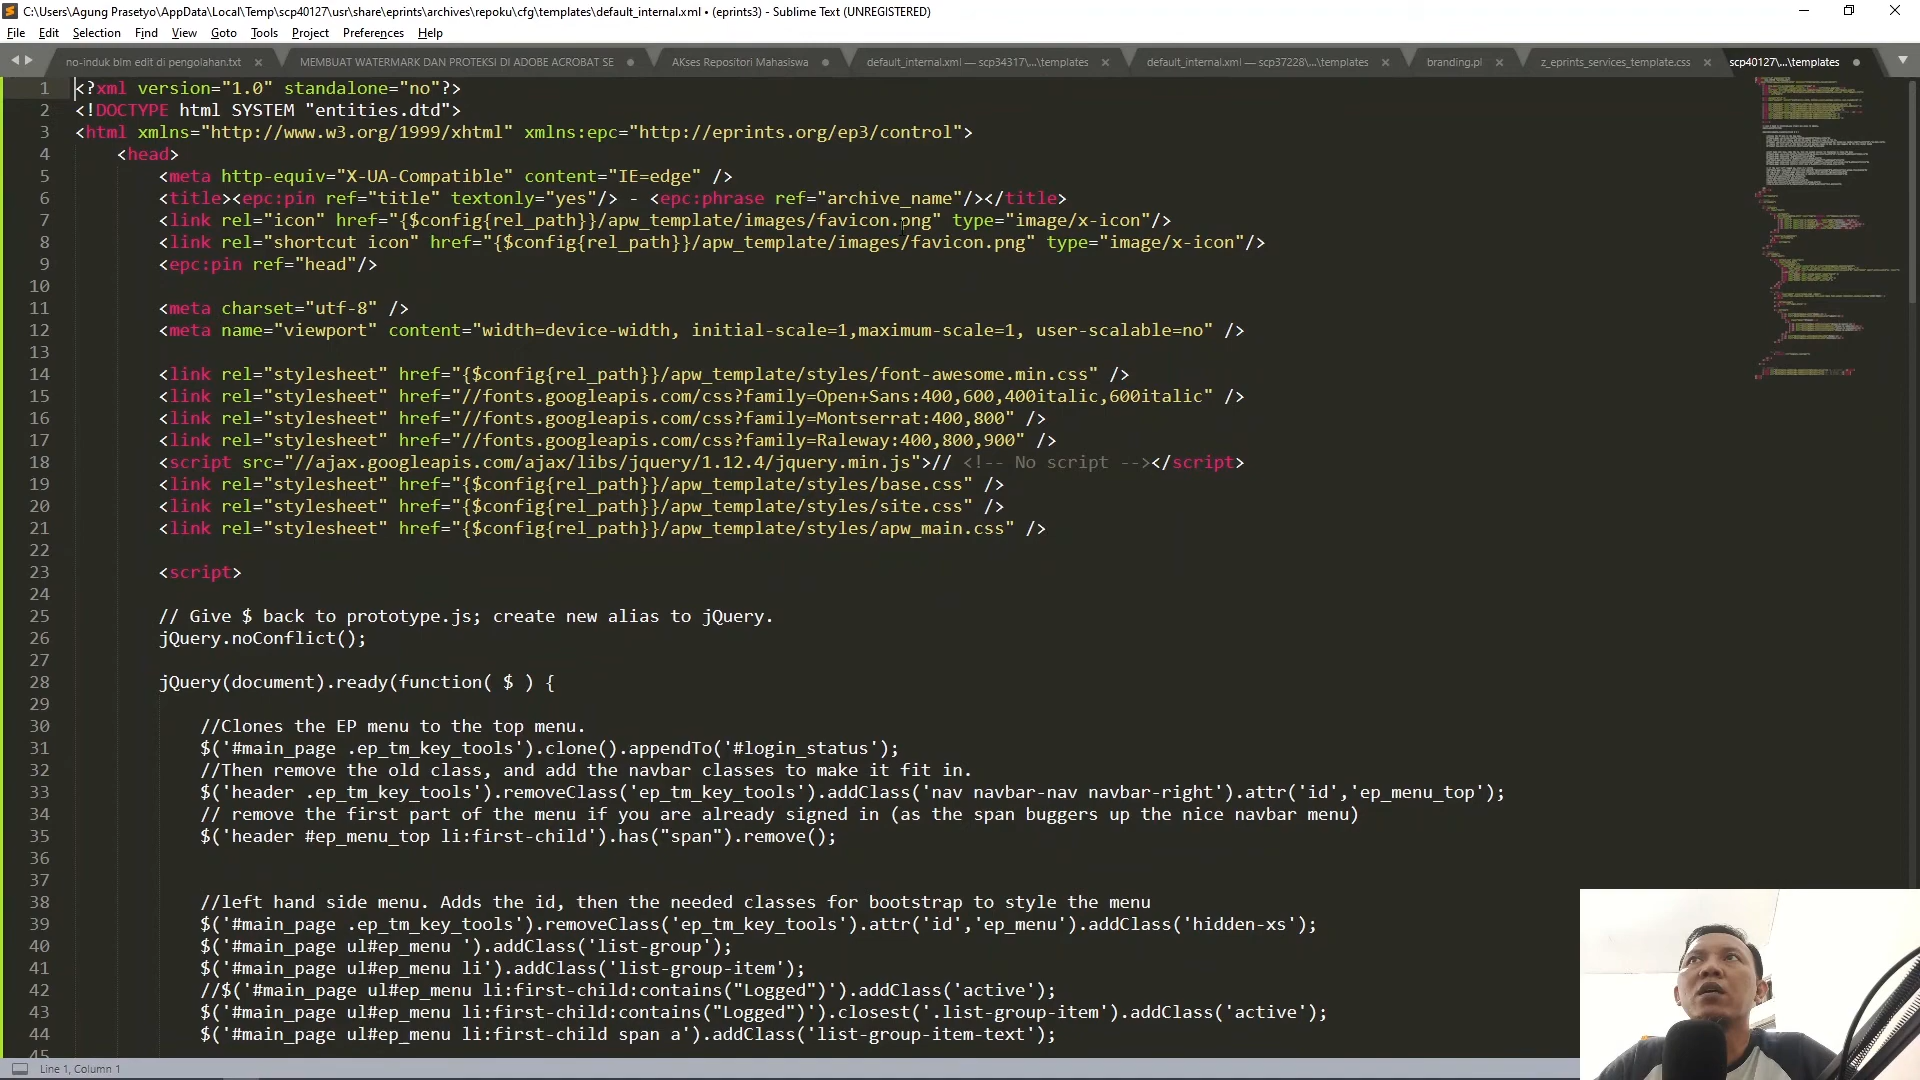 C:\Users\Agung Prasetyo\AppData\Local\Temp\scp40127\usr\share\eprints\archives\repoku\cfg\templates\default_internal.xml • (eprints3) - Sublime Text (UNREGISTERED)
File Edit Selection Find View Goto Tools Project Preferences Help
no-induk blm edit di pengolahan.txt MEMBUAT WATERMARK DAN PROTEKSI DI ADOBE ACROBAT SE AKses Repositori Mahasiswa default_internal.xml — scp34317\...\templates default_internal.xml — scp37228\...\templates branding.pl z_eprints_services_template.css scp40127\...\templates
1 <?xml version="1.0" standalone="no"?>
2 <!DOCTYPE html SYSTEM "entities.dtd">
3 <html xmlns="http://www.w3.org/1999/xhtml" xmlns:epc="http://eprints.org/ep3/control">
4 <head>
5 <meta http-equiv="X-UA-Compatible" content="IE=edge" />
6 <title><epc:pin ref="title" textonly="yes"/> - <epc:phrase ref="archive_name"/></title>
7 <link rel="icon" href="{$config{rel_path}}/apw_template/images/favicon.png" type="image/x-icon"/>
8 <link rel="shortcut icon" href="{$config{rel_path}}/apw_template/images/favicon.png" type="image/x-icon"/>
9 <epc:pin ref="head"/>
10
11 <meta charset="utf-8" />
12 <meta name="viewport" content="width=device-width, initial-scale=1,maximum-scale=1, user-scalable=no" />
13
14 <link rel="stylesheet" href="{$config{rel_path}}/apw_template/styles/font-awesome.min.css" />
15 <link rel="stylesheet" href="//fonts.googleapis.com/css?family=Open+Sans:400,600,400italic,600italic" />
16 <link rel="stylesheet" href="//fonts.googleapis.com/css?family=Montserrat:400,800" />
17 <link rel="stylesheet" href="//fonts.googleapis.com/css?family=Raleway:400,800,900" />
18 <script src="//ajax.googleapis.com/ajax/libs/jquery/1.12.4/jquery.min.js">// <!-- No script --></script>
19 <link rel="stylesheet" href="{$config{rel_path}}/apw_template/styles/base.css" />
20 <link rel="stylesheet" href="{$config{rel_path}}/apw_template/styles/site.css" />
21 <link rel="stylesheet" href="{$config{rel_path}}/apw_template/styles/apw_main.css" />
22
23 <script>
24
25 // Give $ back to prototype.js; create new alias to jQuery.
26 jQuery.noConflict();
27
28 jQuery(document).ready(function( $ ) {
29
30 //Clones the EP menu to the top menu.
31 $('#main_page .ep_tm_key_tools').clone().appendTo('#login_status');
32 //Then remove the old class, and add the navbar classes to make it fit in.
33 $('header .ep_tm_key_tools').removeClass('ep_tm_key_tools').addClass('nav navbar-nav navbar-right').attr('id','ep_menu_top');
34 // remove the first part of the menu if you are already signed in (as the span buggers up the nice navbar menu)
35 $('header #ep_menu_top li:first-child').has("span").remove();
36
37
38 //left hand side menu. Adds the id, then the needed classes for bootstrap to style the menu
39 $('#main_page .ep_tm_key_tools').removeClass('ep_tm_key_tools').attr('id','ep_menu').addClass('hidden-xs');
40 $('#main_page ul#ep_menu ').addClass('list-group');
41 $('#main_page ul#ep_menu li').addClass('list-group-item');
42 //$('#main_page ul#ep_menu li:first-child:contains("Logged")').addClass('active');
43 $('#main_page ul#ep_menu li:first-child:contains("Logged")').closest('.list-group-item').addClass('active');
44 $('#main_page ul#ep_menu li:first-child span a').addClass('list-group-item-text');
45
Line 1, Column 1